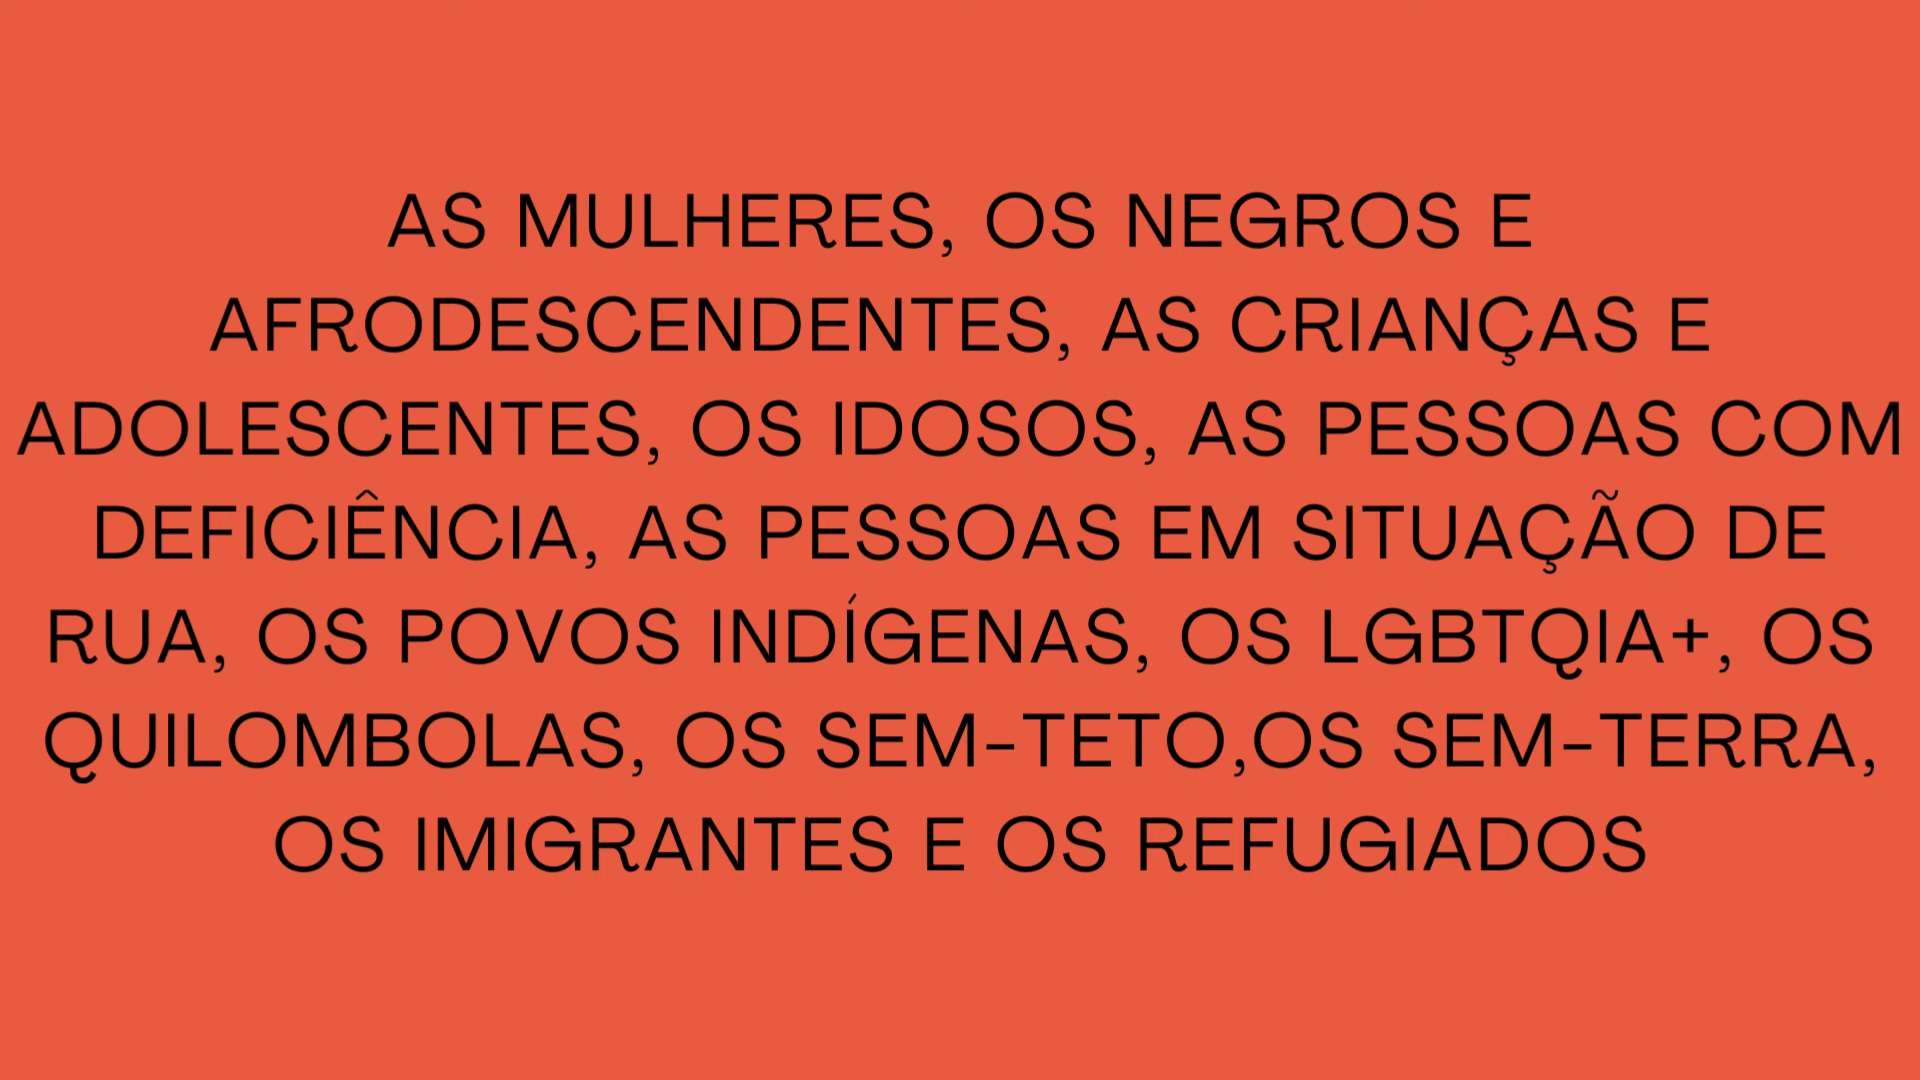 AS MULHERES, OS NEGROS E
AFRODESCENDENTES, AS CRIANÇAS E
ADOLESCENTES, OS IDOSOS, AS PESSOAS COM
DEFICIÊNCIA, AS PESSOAS EM SITUAÇÃO DE
RUA, OS POVOS INDÍGENAS, OS LGBTQIA+, OS
QUILOMBOLAS, OS SEM-TETO,OS SEM-TERRA,
OS IMIGRANTES E OS REFUGIADOS